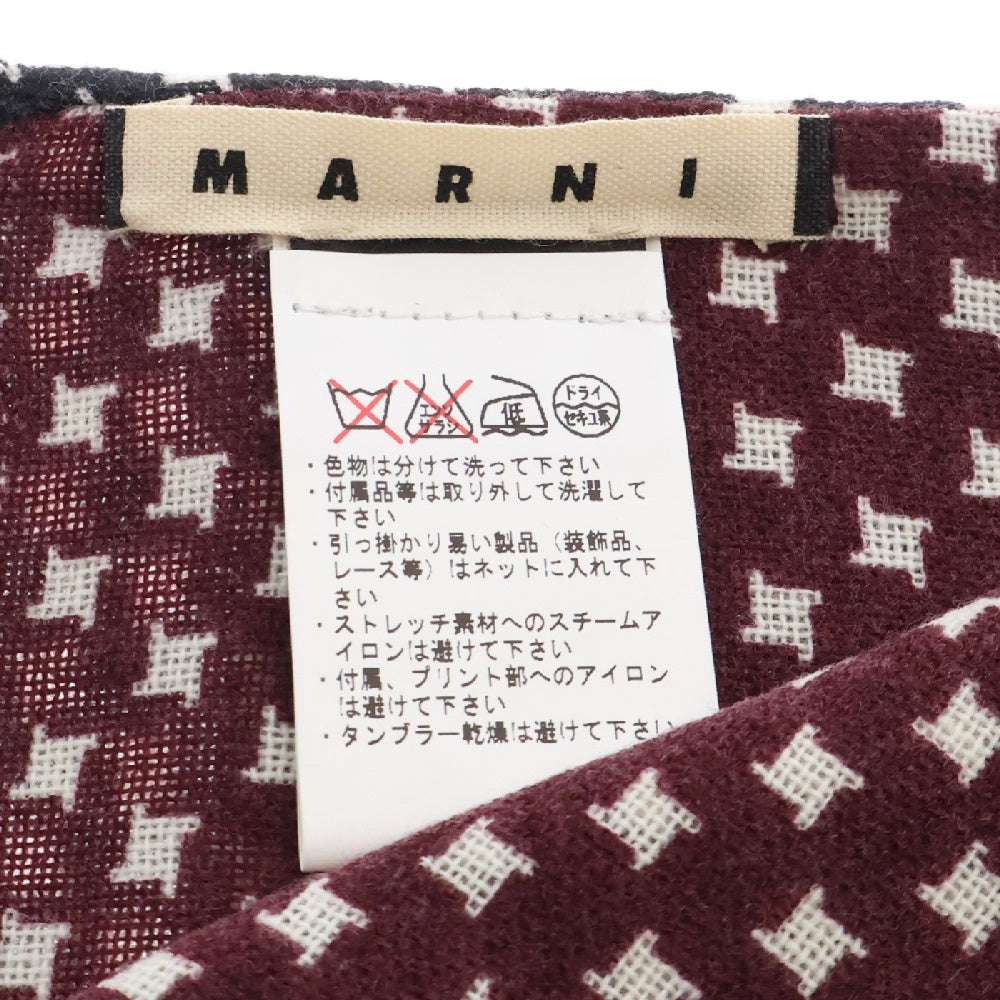 MARNI
エンソ サラシ 低 ドライ セキユ系
・色物は分けて洗って下さい
・付属品等は取り外して洗濯して
下さい
・引っ掛かり易い製品（装飾品、
レース等）はネットに入れて下
さい
・ストレッチ素材へのスチームア
イロンは避けて下さい
・付属、プリント部へのアイロン
は避けて下さい
・タンブラー乾燥は避けて下さい